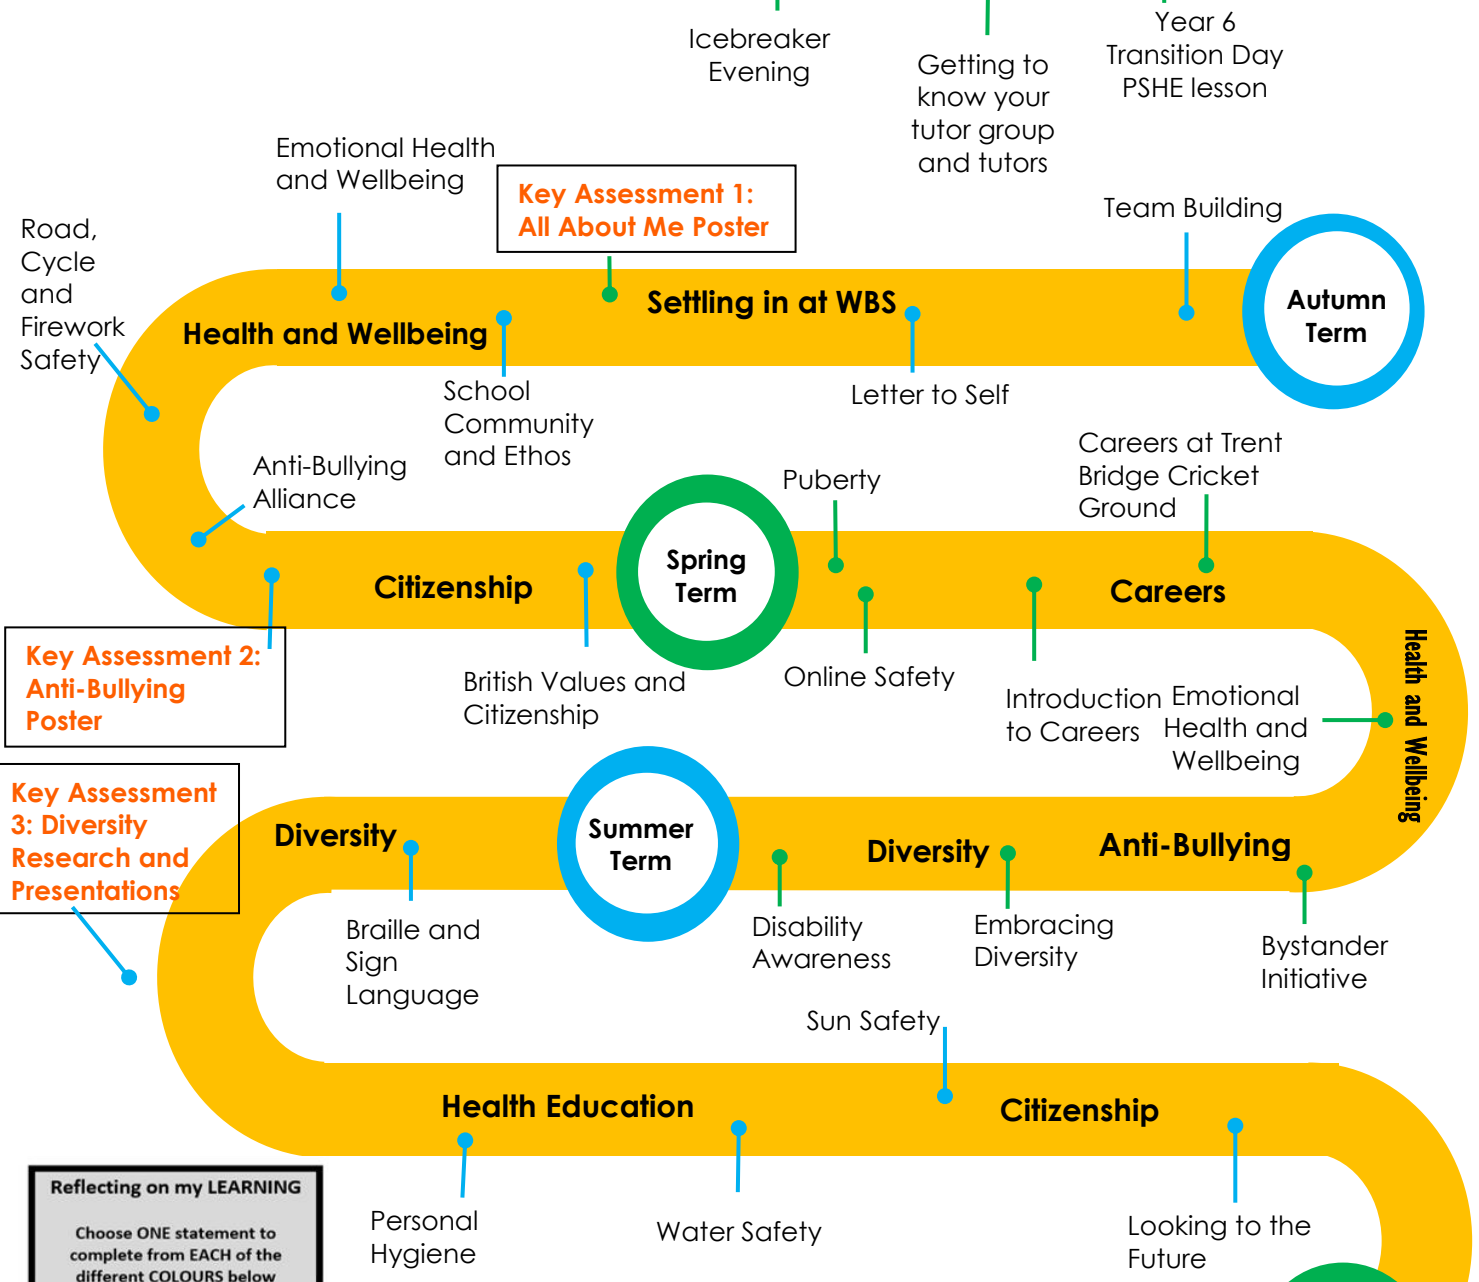 Icebreaker
Evening
Getting to
know your
tutor group
and tutors
Year 6
Transition Day
PSHE lesson
Team Building
Autumn
Term
Settling in at WBS
Letter to Self
Key Assessment 1:
All About Me Poster
School
Community
and Ethos
Emotional Health
and Wellbeing
Health and Wellbeing
Road,
Cycle
and
Firework
Safety
Anti-Bullying
Alliance
Key Assessment 2:
Anti-Bullying
Poster
Citizenship
British Values and
Citizenship
Spring
Term
Puberty
Online Safety
Introduction
to Careers
Careers at Trent
Bridge Cricket
Ground
Careers
Emotional
Health and
Wellbeing
Health and Wellbeing
Anti-Bullying
Bystander
Initiative
Diversity
Embracing
Diversity
Disability
Awareness
Summer
Term
Diversity
Braille and
Sign
Language
Key Assessment
3: Diversity
Research and
Presentations
Health Education
Personal
Hygiene
Water Safety
Sun Safety
Citizenship
Looking to the
Future
Reflecting on my LEARNING
Choose ONE statement to
complete from EACH of the
different COLOURS below